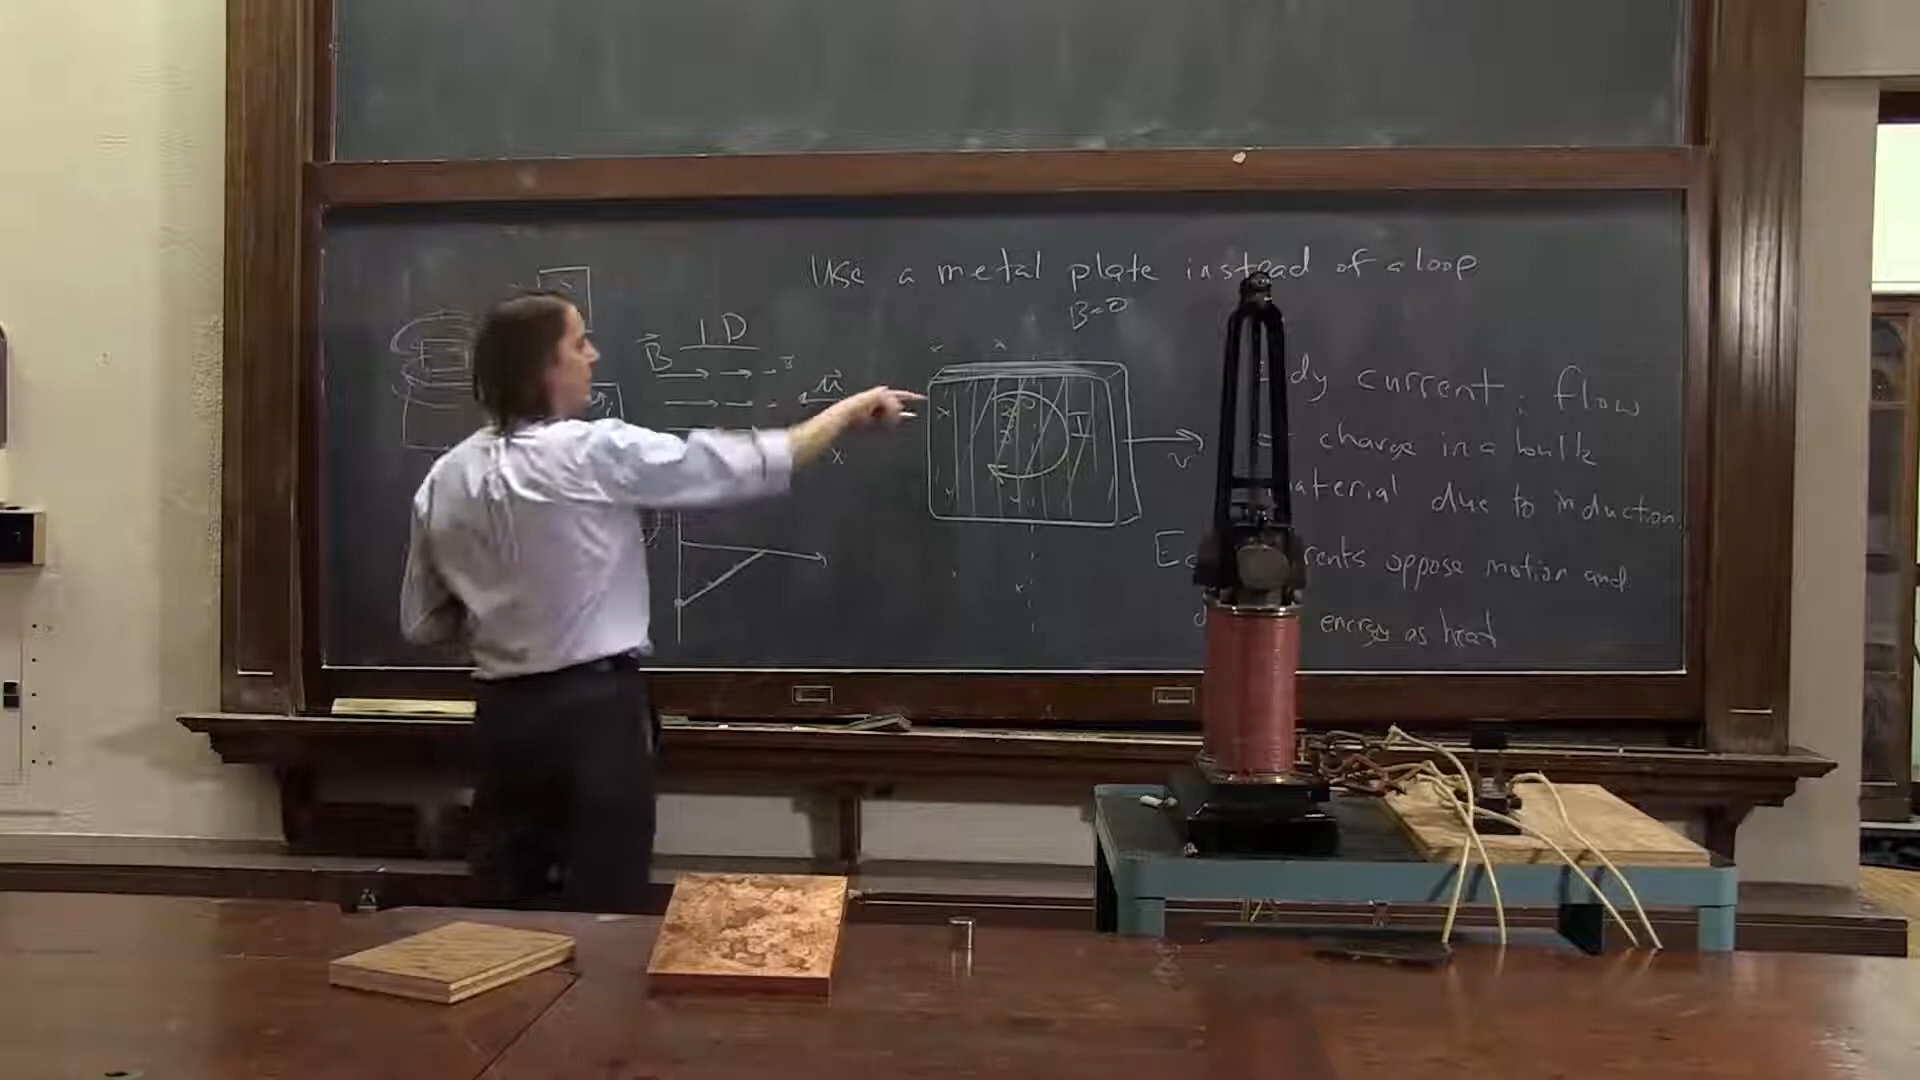 Use a metal plate instead of a loop
B=0
1D
B
μ
x
I
v
dy current: flow
charge in a bulk
aterial due to induction.
rents oppose motion and
energy as heat